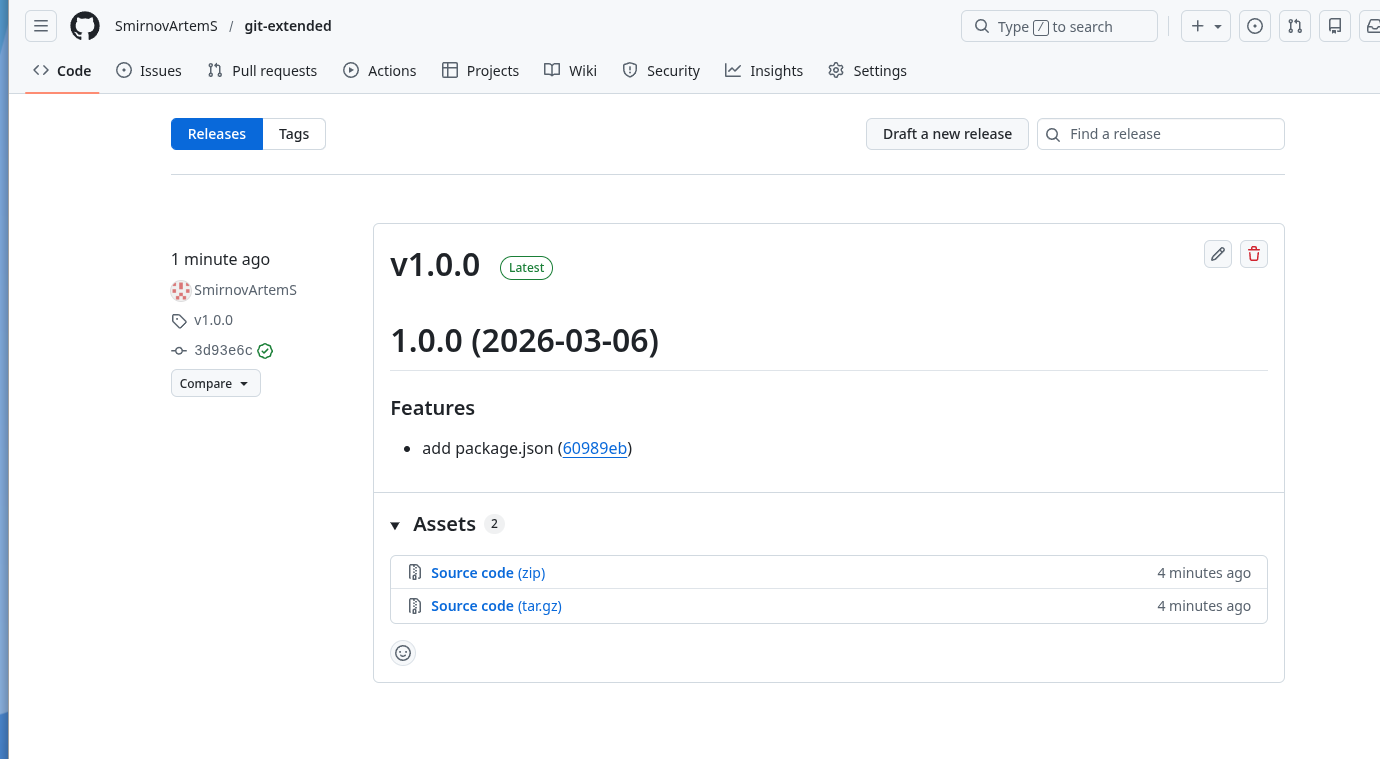 SmirnovArtemS / git-extended
Type / to search
Code Issues Pull requests Actions Projects Wiki Security Insights Settings
Releases Tags
Draft a new release
Find a release
1 minute ago
SmirnovArtemS
v1.0.0
3d93e6c
Compare
v1.0.0 Latest
1.0.0 (2026-03-06)
Features
add package.json (60989eb)
Assets 2
Source code (zip) 4 minutes ago
Source code (tar.gz) 4 minutes ago